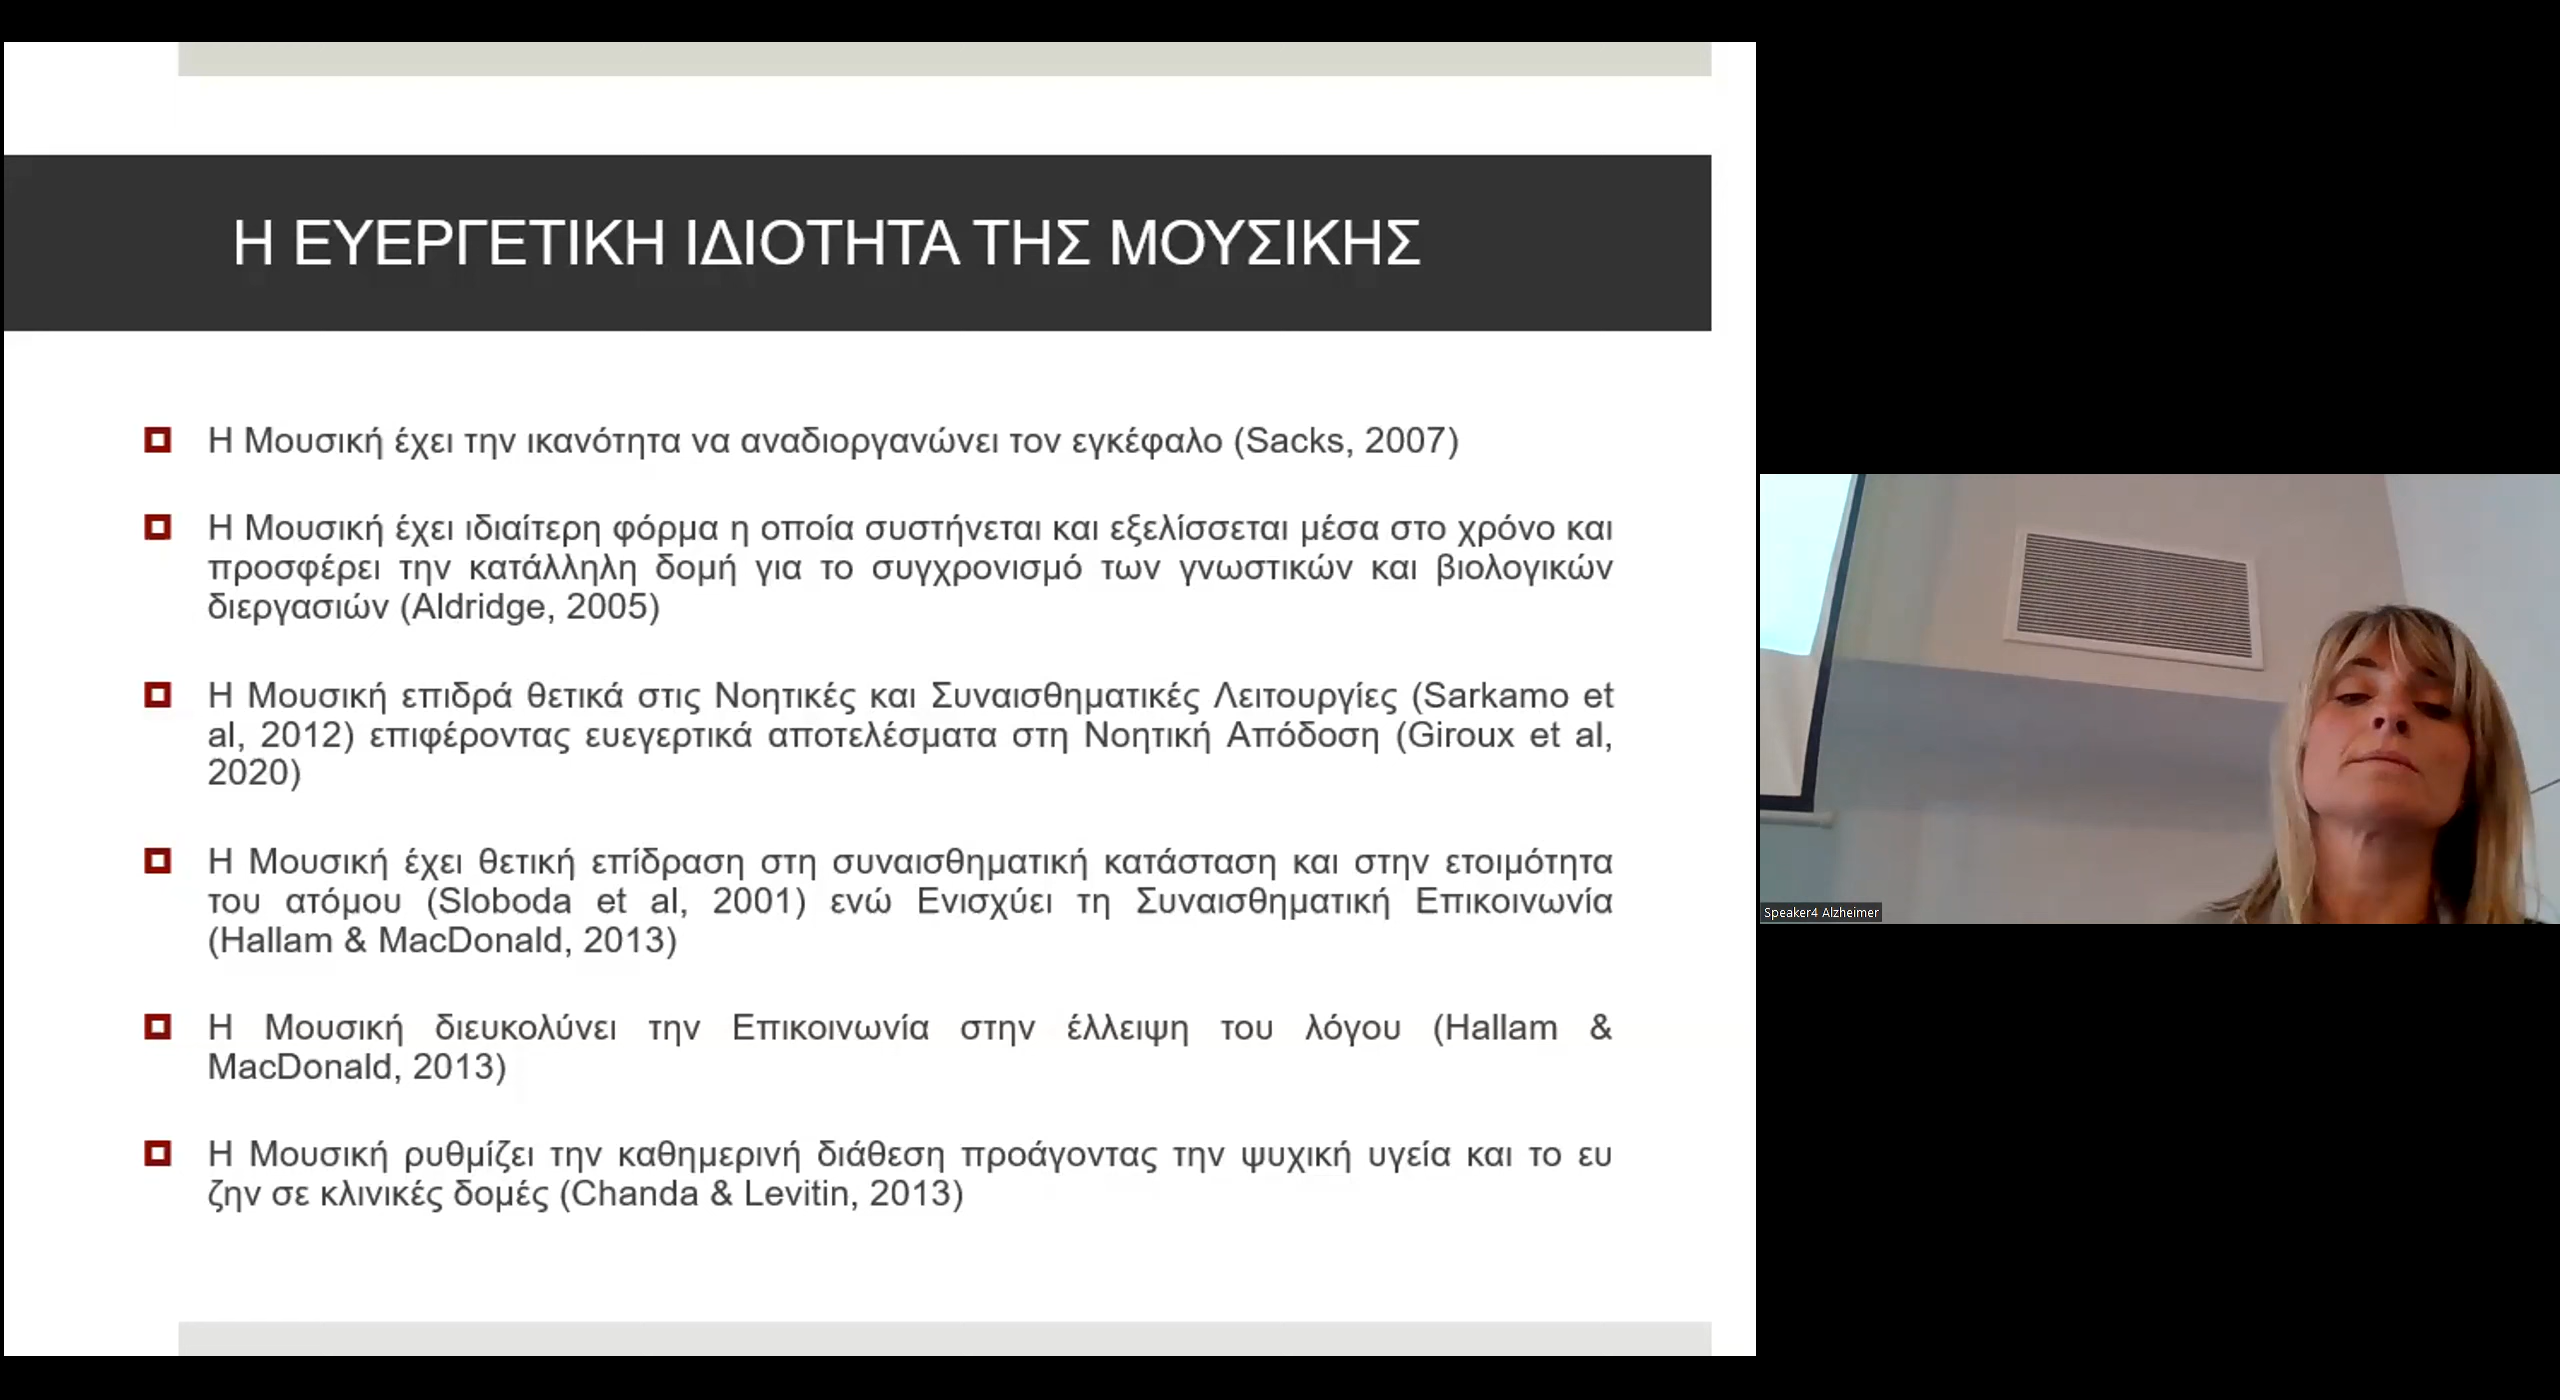 Η ΕΥΕΡΓΕΤΙΚΗ ΙΔΙΟΤΗΤΑ ΤΗΣ ΜΟΥΣΙΚΗΣ
Η Μουσική έχει την ικανότητα να αναδιοργανώνει τον εγκέφαλο (Sacks, 2007)
Η Μουσική έχει ιδιαίτερη φόρμα η οποία συστήνεται και εξελίσσεται μέσα στο χρόνο και
προσφέρει την κατάλληλη δομή για το συγχρονισμό των γνωστικών και βιολογικών
διεργασιών (Aldridge, 2005)
Η Μουσική επιδρά θετικά στις Νοητικές και Συναισθηματικές Λειτουργίες (Sarkamo et
al, 2012) επιφέροντας ευεγερτικά αποτελέσματα στη Νοητική Απόδοση (Giroux et al,
2020)
Η Μουσική έχει θετική επίδραση στη συναισθηματική κατάσταση και στην ετοιμότητα
του ατόμου (Sloboda et al, 2001) ενώ Ενισχύει τη Συναισθηματική Επικοινωνία
(Hallam & MacDonald, 2013)
Η Μουσική διευκολύνει την Επικοινωνία στην έλλειψη του λόγου (Hallam &
MacDonald, 2013)
Η Μουσική ρυθμίζει την καθημερινή διάθεση προάγοντας την ψυχική υγεία και το ευ
ζην σε κλινικές δομές (Chanda & Levitin, 2013)
Speaker4 Alzheimer